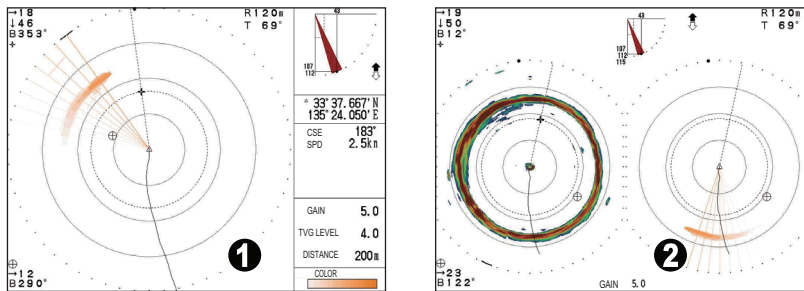 →18
↓46
B353°
R120m
T 69°
43
107
112
33°37.667'N
135°24.050'E
CSE 183°
SPD 2.5kn
GAIN 5.0
TVG LEVEL 4.0
DISTANCE 200m
COLOR
→12
B290°
1
→19
↓50
B12°
43
107
112
115
R120m
T 69°
→23
B122°
2
GAIN 5.0